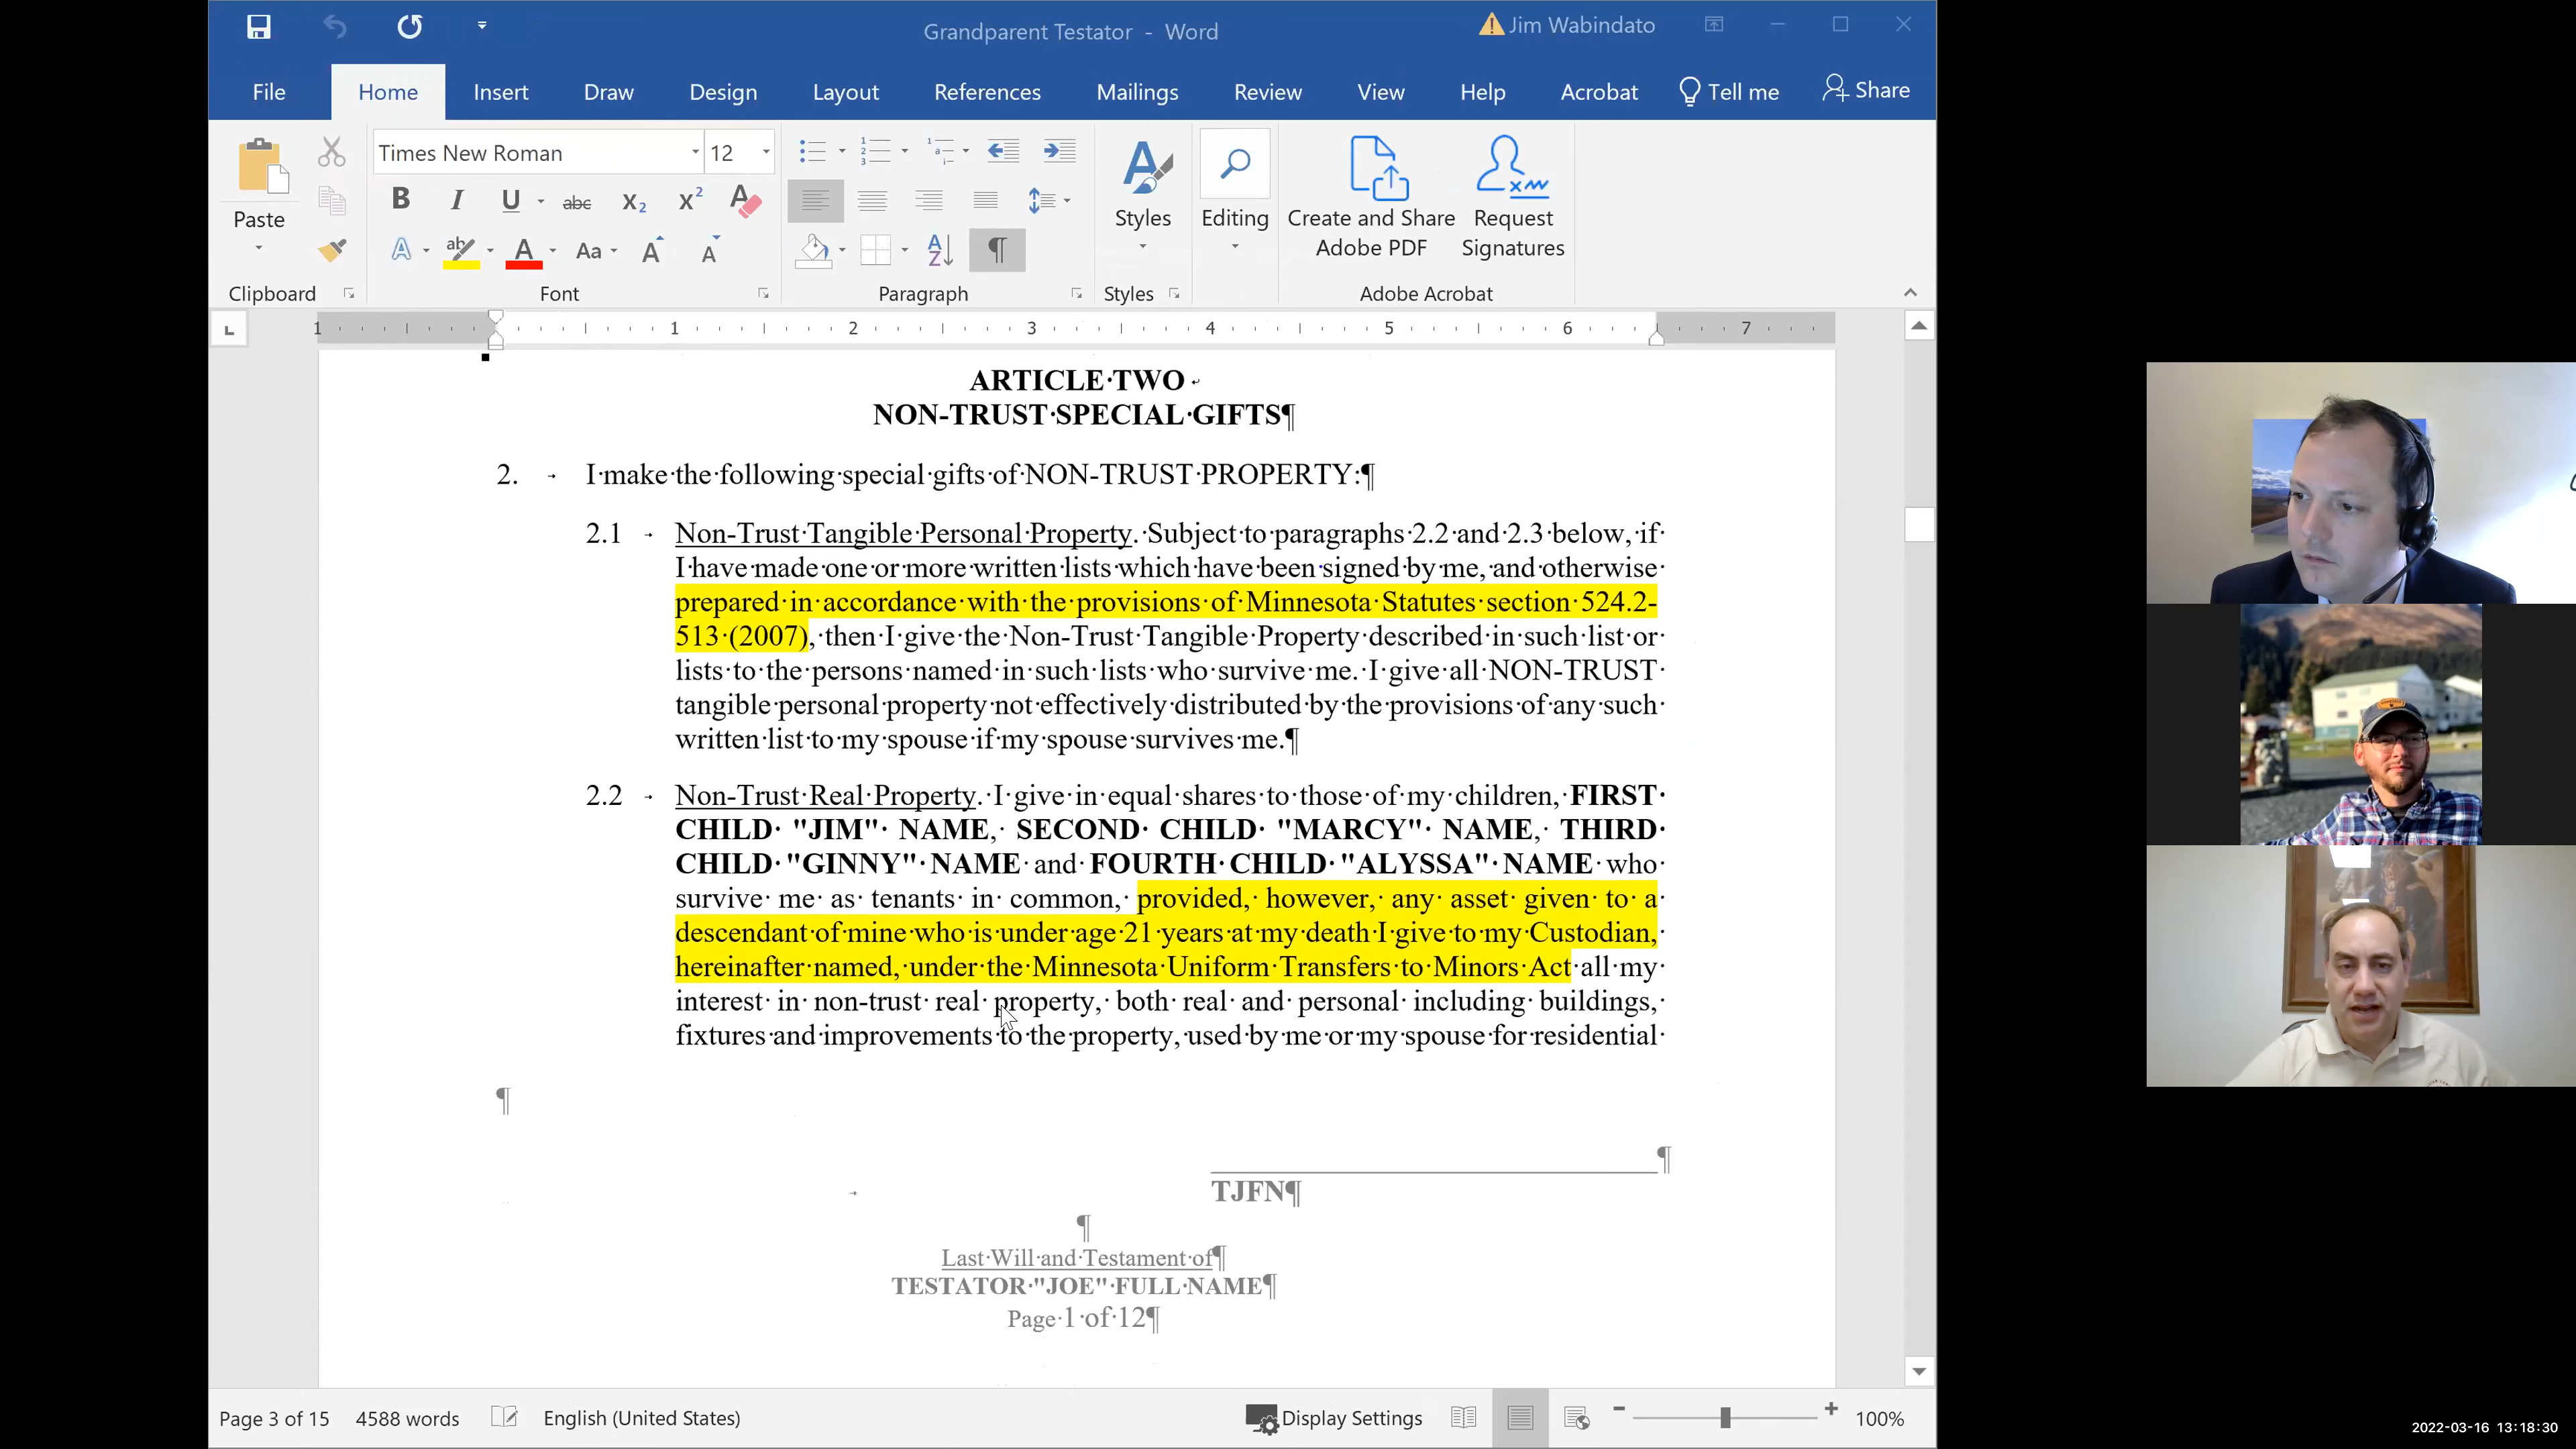 Grandparent Testator - Word
Jim Wabindato
File Home Insert Draw Design Layout References Mailings Review View Help Acrobat Tell me Share
Paste
Clipboard
Times New Roman 12
B I U abc X2 X2 A
A ab A Aa A A
Font
A Z ¶
Paragraph
Styles
Styles
Editing
Create and Share
Adobe PDF
Request
Signatures
Adobe Acrobat
1 1 2 3 4 5 6 7
ARTICLE·TWO
NON-TRUST·SPECIAL·GIFTS¶
2. I·make·the·following·special·gifts·of·NON-TRUST·PROPERTY:¶
2.1 Non-Trust·Tangible·Personal·Property.·Subject·to·paragraphs·2.2·and·2.3·below,·if·
I·have·made·one·or·more·written·lists·which·have·been·signed·by·me,·and·otherwise·
prepared·in·accordance·with·the·provisions·of·Minnesota·Statutes·section·524.2-
513·(2007),·then·I·give·the·Non-Trust·Tangible·Property·described·in·such·list·or·
lists·to·the·persons·named·in·such·lists·who·survive·me.·I·give·all·NON-TRUST·
tangible·personal·property·not·effectively·distributed·by·the·provisions·of·any·such·
written·list·to·my·spouse·if·my·spouse·survives·me.¶
2.2 Non-Trust·Real·Property.·I·give·in·equal·shares·to·those·of·my·children,·FIRST·
CHILD·"JIM"·NAME,·SECOND·CHILD·"MARCY"·NAME,·THIRD·
CHILD·"GINNY"·NAME·and·FOURTH·CHILD·"ALYSSA"·NAME·who·
survive·me·as·tenants·in·common,·provided,·however,·any·asset·given·to·a·
descendant·of·mine·who·is·under·age·21·years·at·my·death·I·give·to·my·Custodian,·
hereinafter·named,·under·the·Minnesota·Uniform·Transfers·to·Minors·Act·all·my·
interest·in·non-trust·real·property,·both·real·and·personal·including·buildings,·
fixtures·and·improvements·to·the·property,·used·by·me·or·my·spouse·for·residential·
¶
¶
TJFN¶
¶
Last·Will·and·Testament·of¶
TESTATOR·"JOE"·FULL·NAME¶
Page·1·of·12¶
Page 3 of 15 4588 words English (United States) Display Settings 100%
2022-03-16 13:18:30